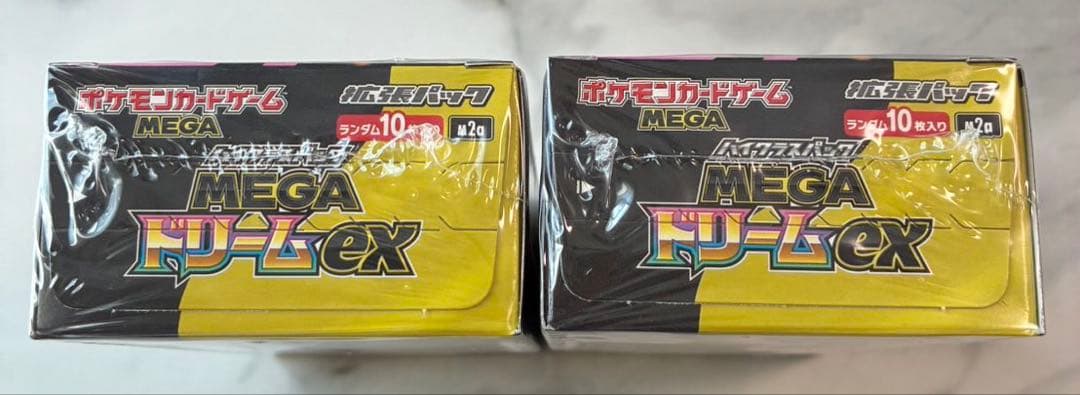 ポケモンカードゲーム
MEGA
拡張パック
ランダム10
M2a
ハイクラスパック
MEGA
ドリームex
ポケモンカードゲーム
MEGA
拡張パック
ランダム10枚入り
M2a
ハイクラスパック
MEGA
ドリームex